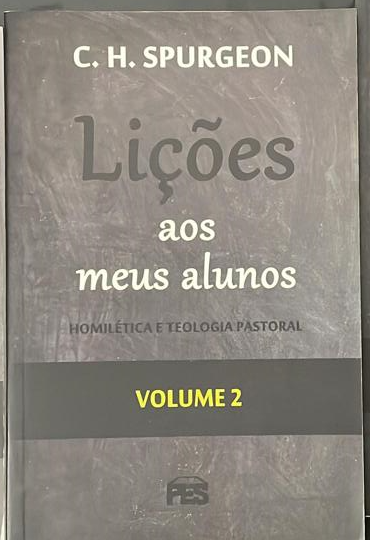 C. H. SPURGEON
Lições
aos
meus alunos
HOMILÉTICA E TEOLOGIA PASTORAL
VOLUME 2
PES